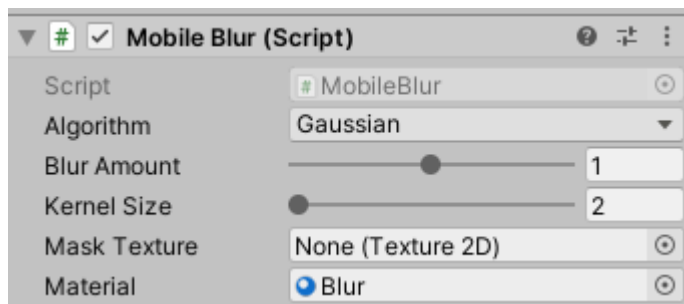 # Mobile Blur (Script)
Script # MobileBlur
Algorithm Gaussian
Blur Amount 1
Kernel Size 2
Mask Texture None (Texture 2D)
Material Blur